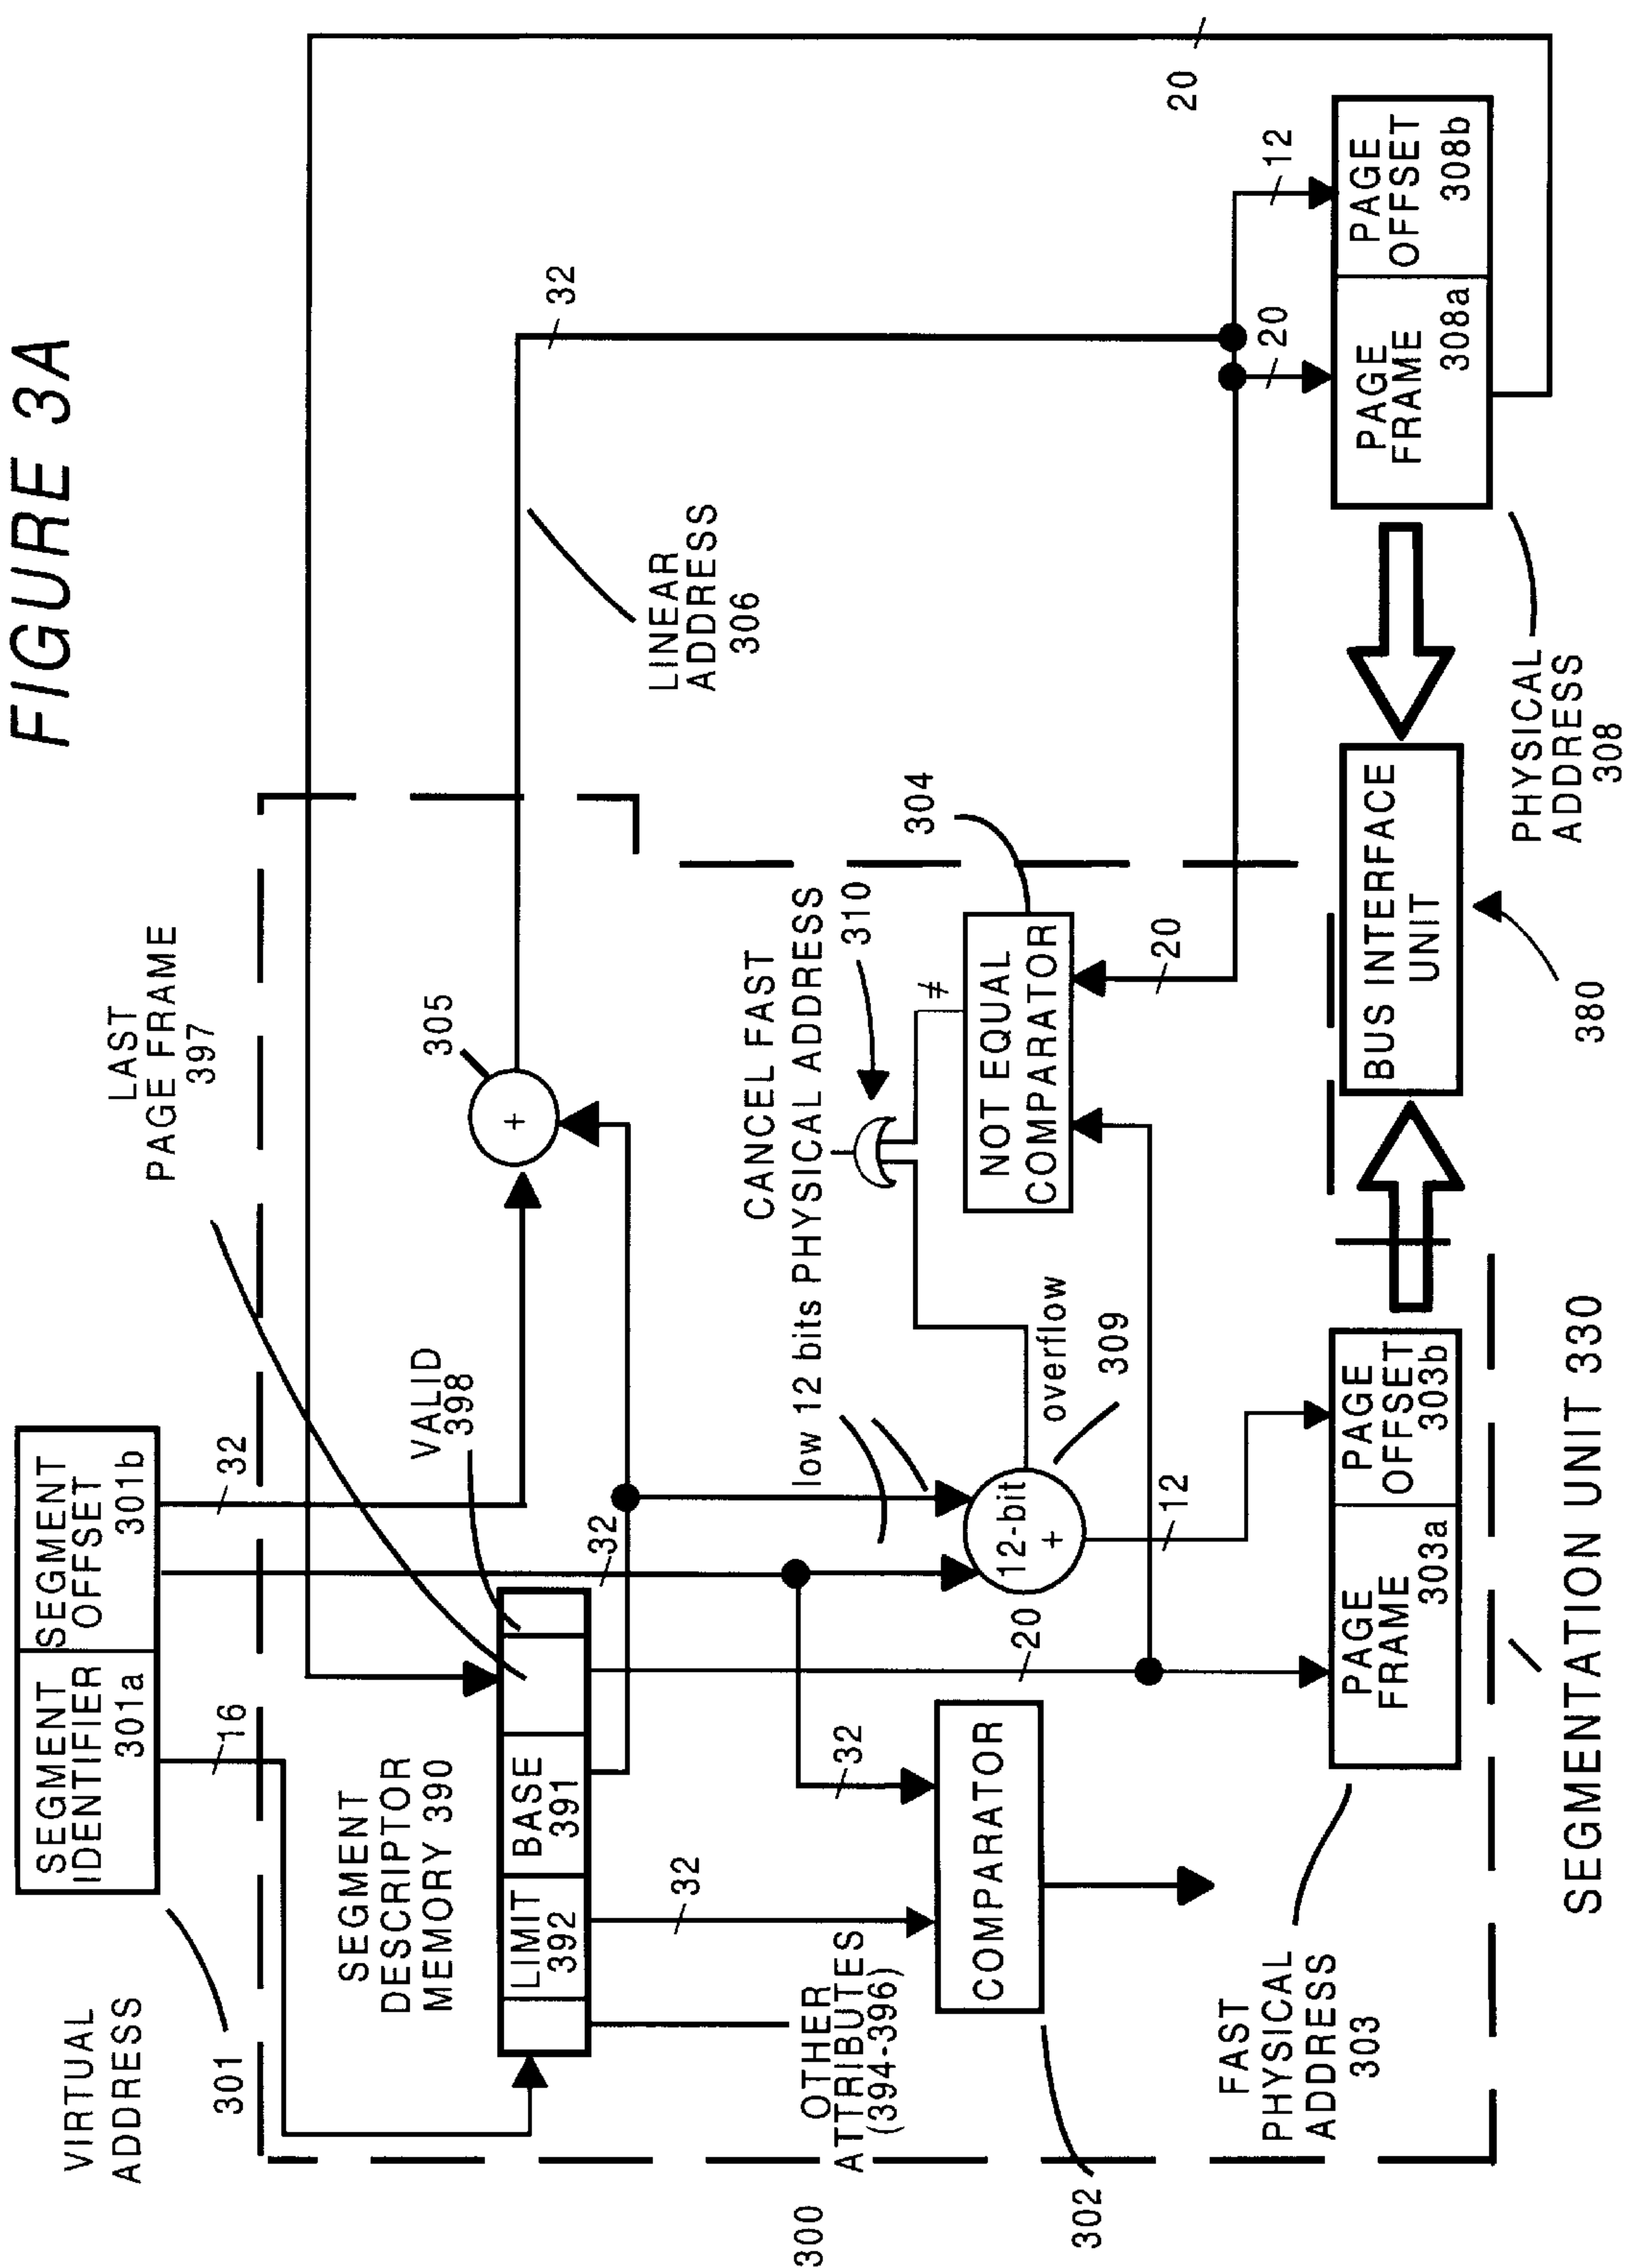 FIGURE 3A
VIRTUAL
ADDRESS
301
SEGMENT
IDENTIFIER
301a
SEGMENT
OFFSET
301b
16
32
LAST
PAGE FRAME
397
SEGMENT
DESCRIPTOR
MEMORY 390
VALID
398
LIMIT
392
BASE
391
32
305
+
32
20
LINEAR
ADDRESS
306
OTHER
ATTRIBUTES
(394-396)
300
32
32
CANCEL FAST
low 12 bits PHYSICAL ADDRESS
310
304
COMPARATOR
302
20
12-bit
+
overflow
309
≠
NOT EQUAL
COMPARATOR
20
12
20
12
FAST
PHYSICAL
ADDRESS
303
PAGE
FRAME
303a
PAGE
OFFSET
303b
BUS INTERFACE
UNIT
380
PAGE
FRAME
308a
PAGE
OFFSET
308b
PHYSICAL
ADDRESS
308
SEGMENTATION UNIT 330